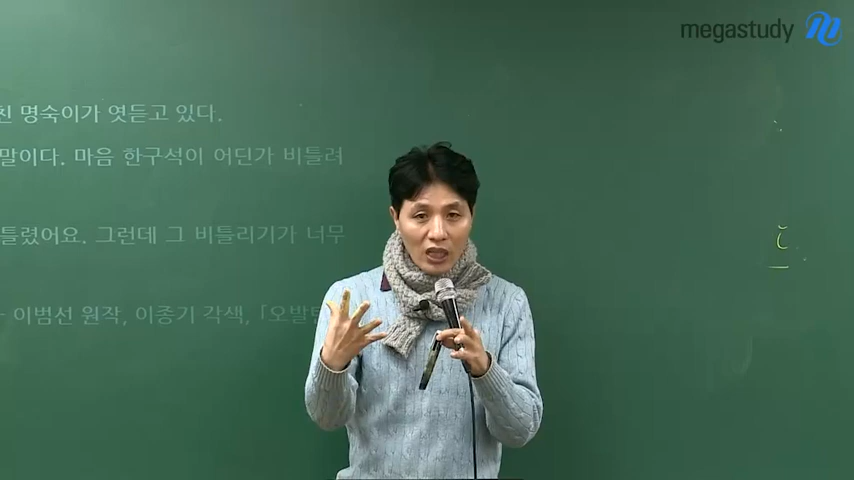 megastudy
친 명숙이가 엿듣고 있다.
말이다. 마음 한구석이 어딘가 비틀려
틀렸어요. 그런데 그 비틀리기가 너무
- 이범선 원작, 이종기 각색, 「오발탄